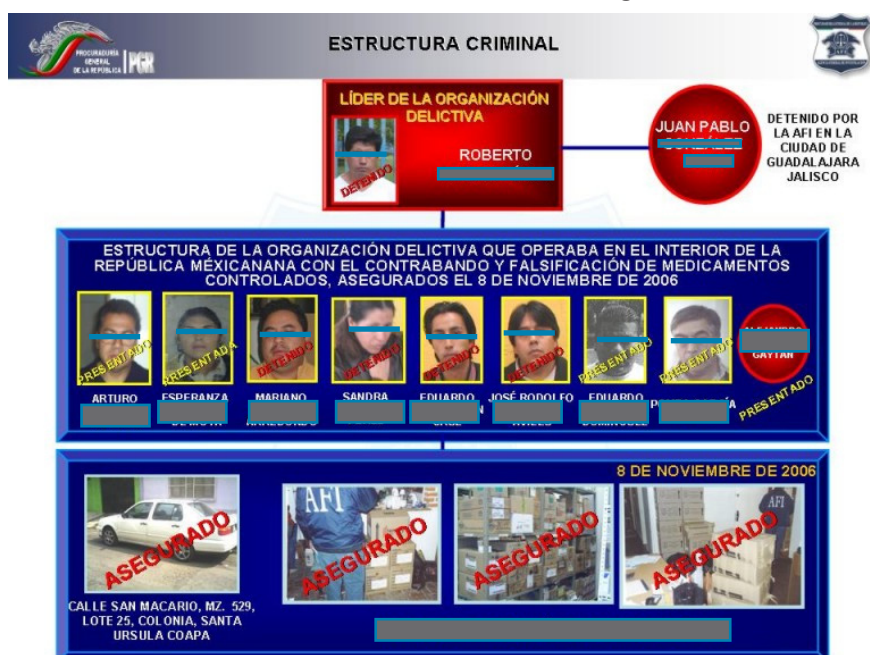 PROCURADURÍA
GENERAL
DE LA REPÚBLICA
PGR
ESTRUCTURA CRIMINAL
LÍDER DE LA ORGANIZACIÓN
DELICTIVA
ROBERTO
DETENIDO
JUAN PABLO
DETENIDO POR
LA AFI EN LA
CIUDAD DE
GUADALAJARA
JALISCO
ESTRUCTURA DE LA ORGANIZACIÓN DELICTIVA QUE OPERABA EN EL INTERIOR DE LA
REPÚBLICA MÉXICANANA CON EL CONTRABANDO Y FALSIFICACIÓN DE MEDICAMENTOS
CONTROLADOS, ASEGURADOS EL 8 DE NOVIEMBRE DE 2006
PRESENTADO
PRESENTADA
DETENIDO
DETENIDO
DETENIDO
DETENIDO
PRESENTADO
PRESENTADO
GAYTAN
PRESENTADO
ARTURO
ESPERANZA
MARIANO
SANDRA
EDUARDO
JOSÉ RODOLFO
EDUARDO
8 DE NOVIEMBRE DE 2006
ASEGURADO
AFI
ASEGURADO
ASEGURADO
AFI
ASEGURADO
CALLE SAN MACARIO, MZ. 529,
LOTE 25, COLONIA, SANTA
URSULA COAPA